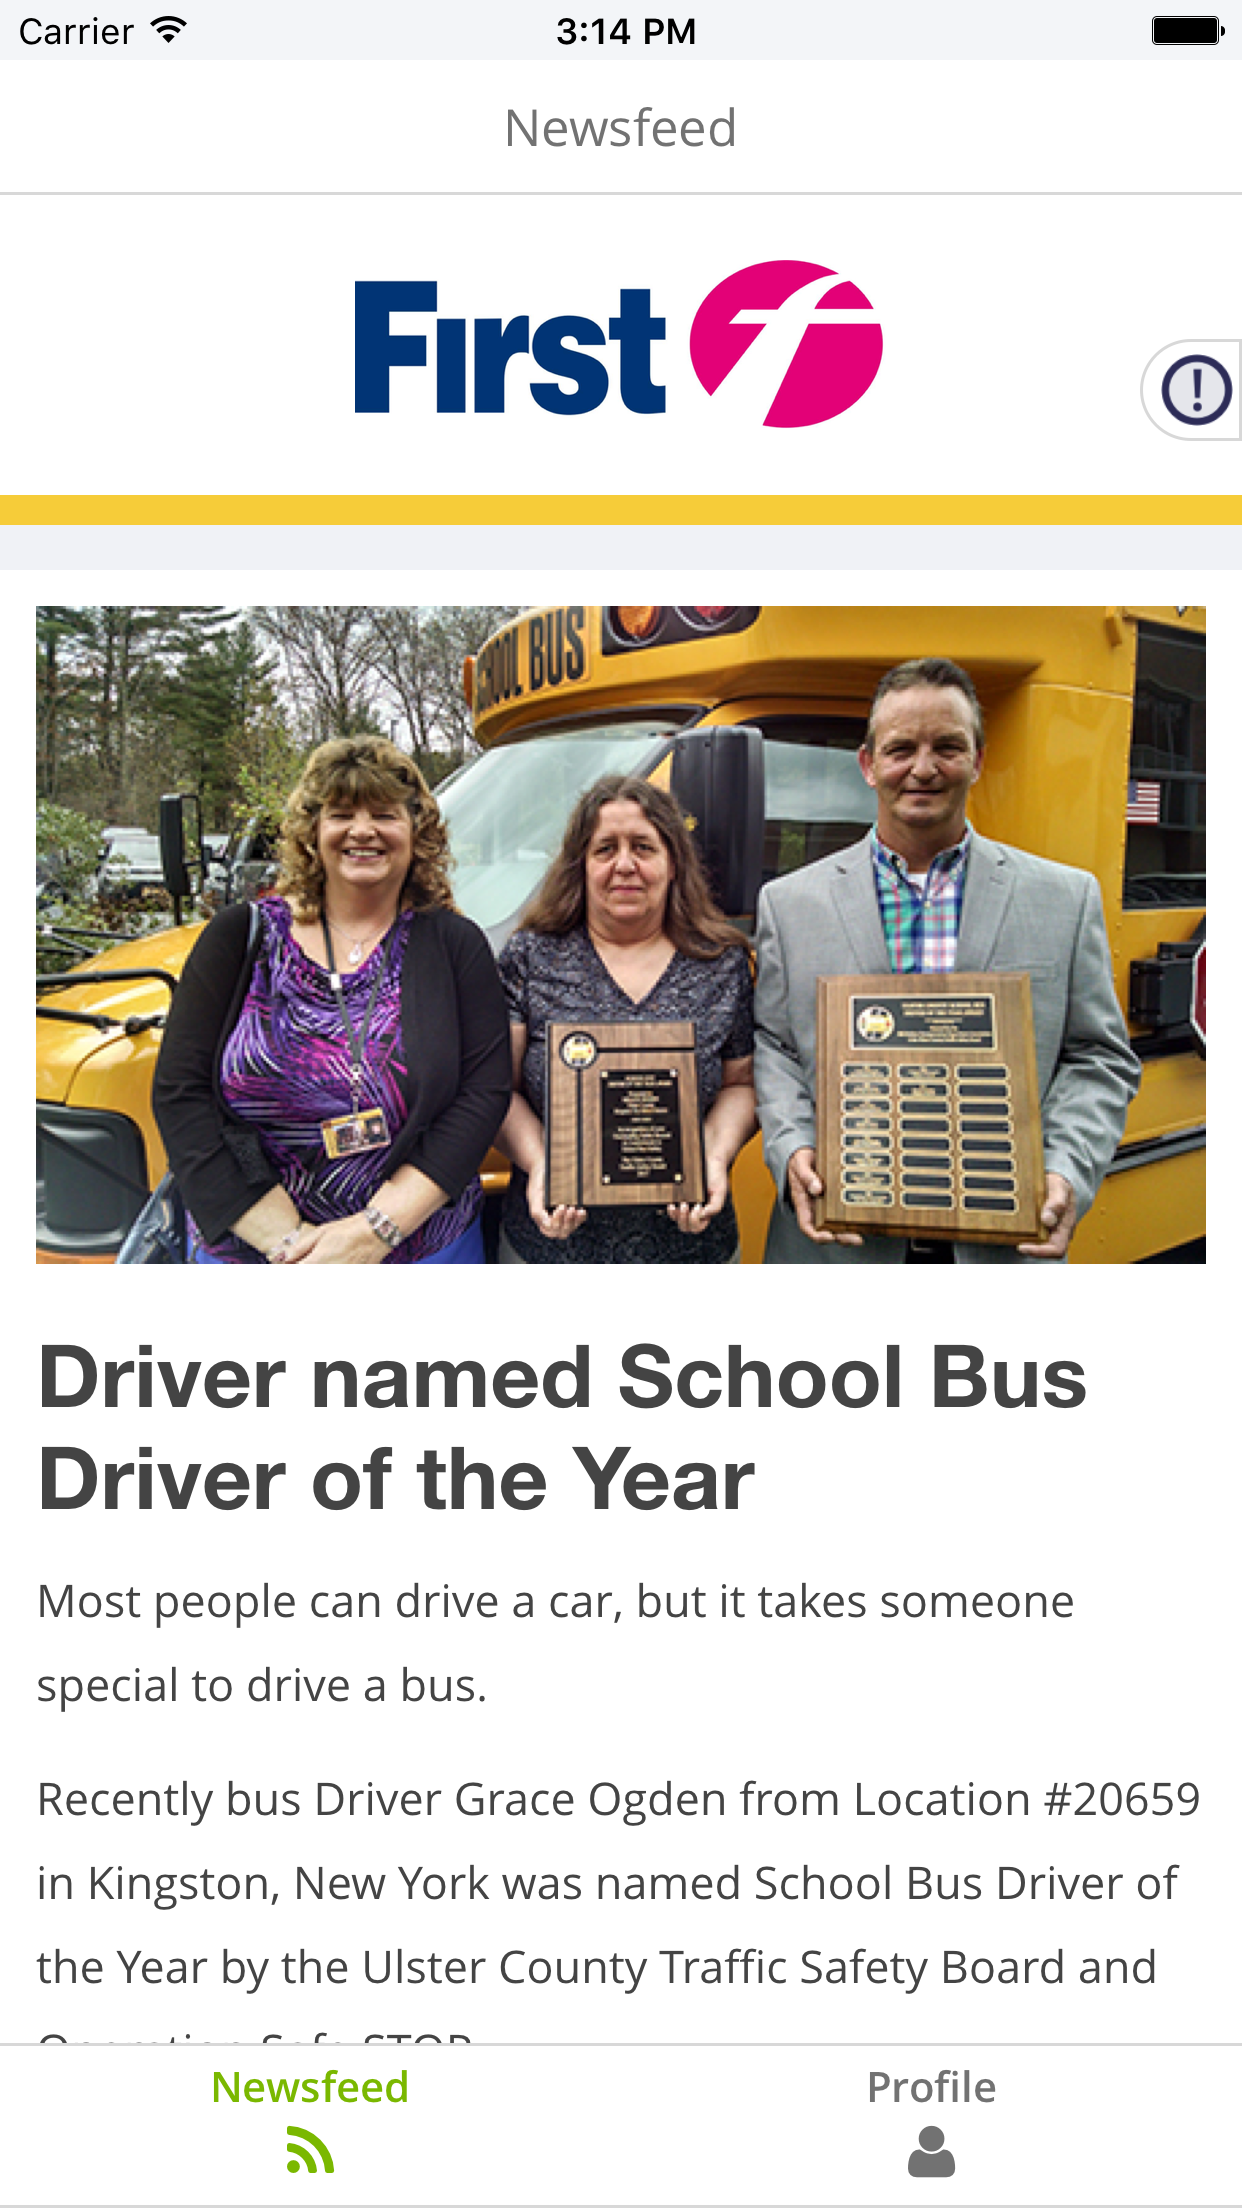 Carrier
3:14 PM
Newsfeed
First
SCHOOL BUS
Driver named School Bus
Driver of the Year
Most people can drive a car, but it takes someone
special to drive a bus.
Recently bus Driver Grace Ogden from Location #20659
in Kingston, New York was named School Bus Driver of
the Year by the Ulster County Traffic Safety Board and
Operation Safe STOP
Newsfeed
Profile